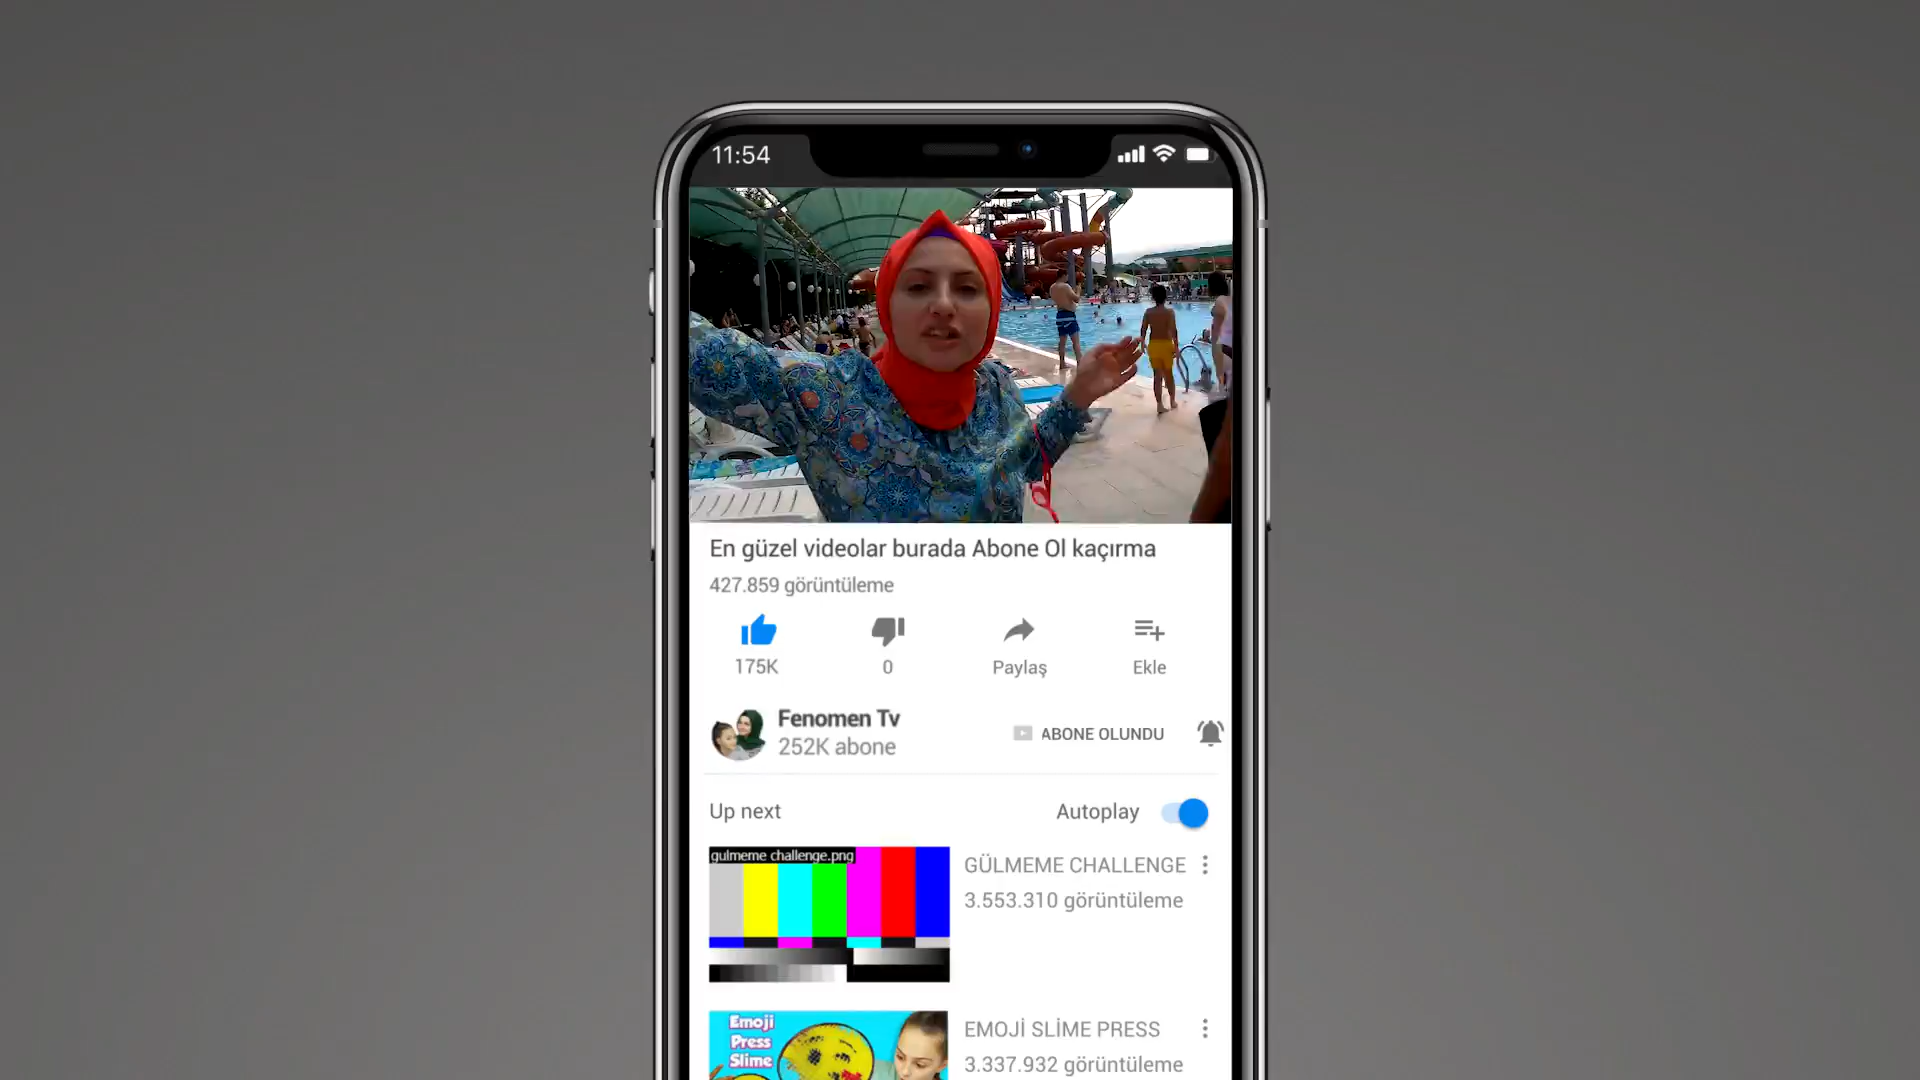 11:54
En güzel videolar burada Abone Ol kaçırma
427.859 görüntüleme
175K
0
Paylaş
Ekle
Fenomen Tv
252K abone
ABONE OLUNDU
Up next
Autoplay
gulmeme challenge.png
GÜLMEME CHALLENGE
3.553.310 görüntüleme
Emoji
Press
Slime
EMOJİ SLİME PRESS
3.337.932 görüntüleme